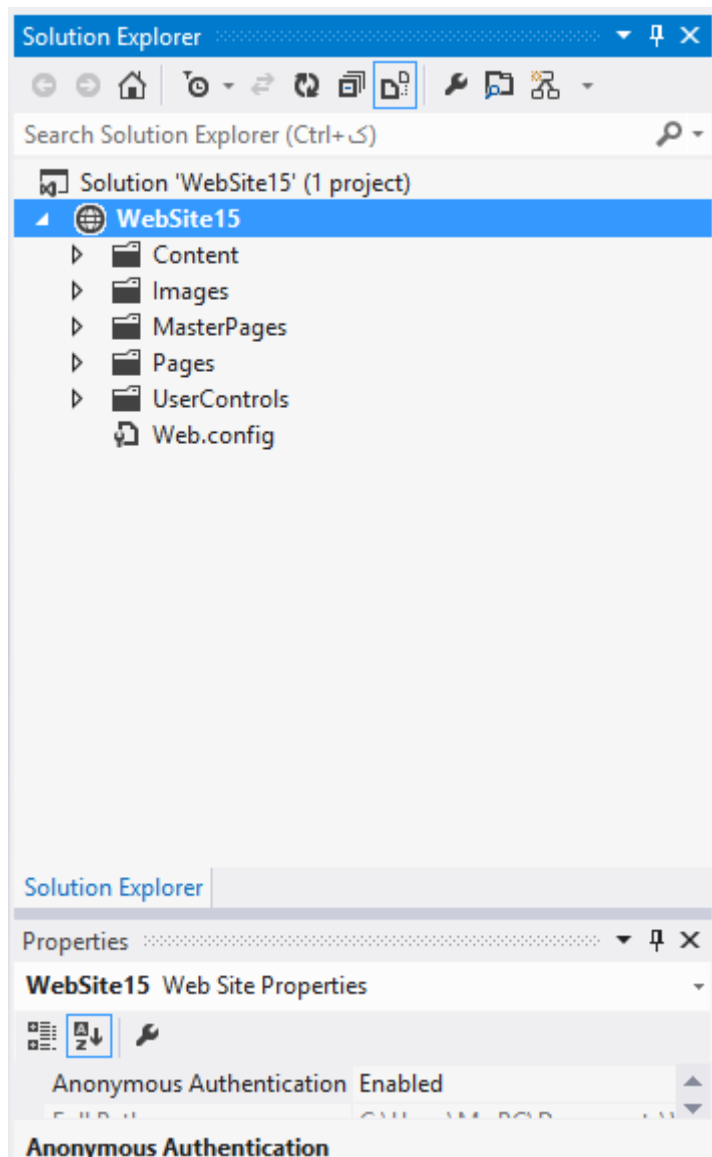 Solution Explorer
Search Solution Explorer (Ctrl+ک)
Solution 'WebSite15' (1 project)
WebSite15
Content
Images
MasterPages
Pages
UserControls
Web.config
Solution Explorer
Properties
WebSite15 Web Site Properties
Anonymous Authentication Enabled
Anonymous Authentication